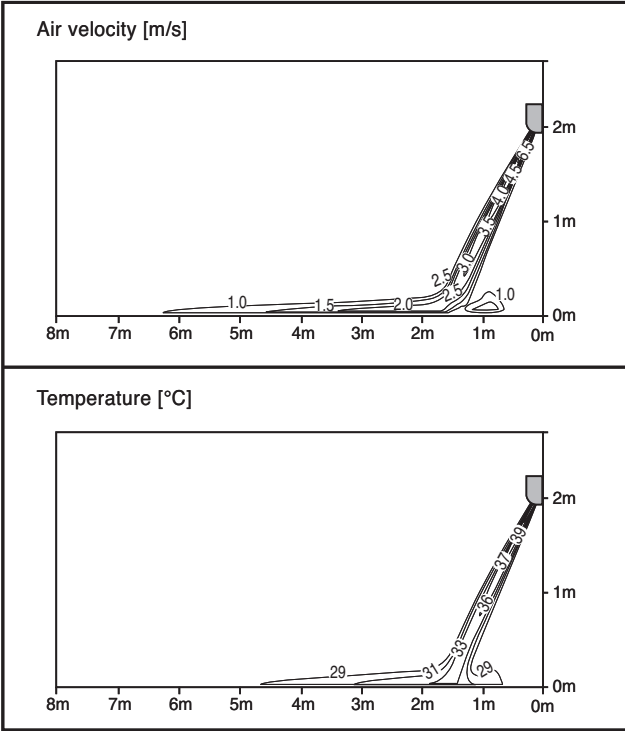 Air velocity [m/s]
2m
6.5
4.5
4.0
1m
3.5
3.0
2.5
2.5
1.0
1.0
1.5
2.0
0m
8m 7m 6m 5m 4m 3m 2m 1m 0m
Temperature [°C]
2m
39
37
1m
36
33
29
31
29
0m
8m 7m 6m 5m 4m 3m 2m 1m 0m